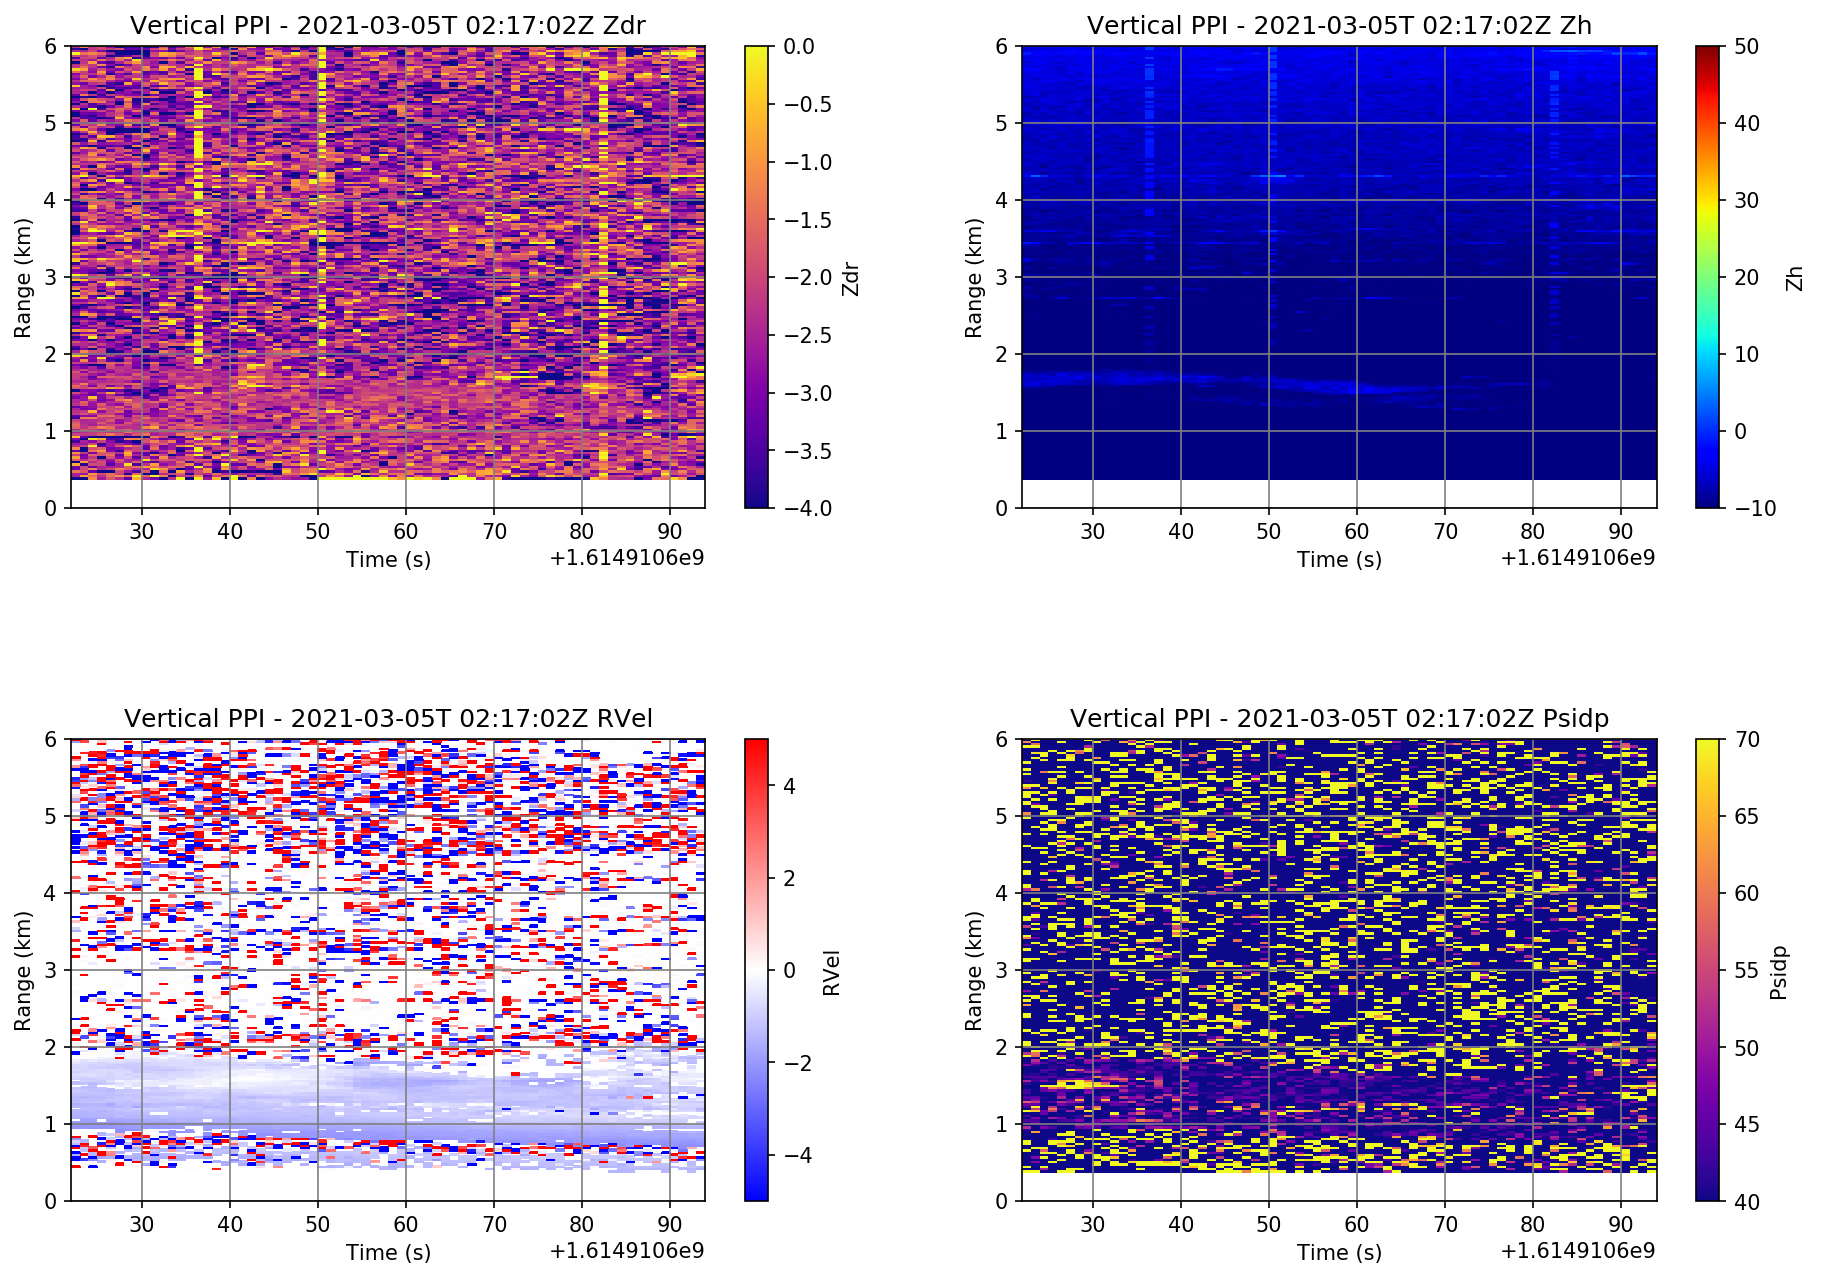 Vertical PPI - 2021-03-05T 02:17:02Z Zdr
6
5
4
3
2
1
0
Range (km)
30 40 50 60 70 80 90
Time (s)
+1.6149106e9
0.0
−0.5
−1.0
−1.5
−2.0
−2.5
−3.0
−3.5
−4.0
Zdr
Vertical PPI - 2021-03-05T 02:17:02Z Zh
6
5
4
3
2
1
0
Range (km)
30 40 50 60 70 80 90
Time (s)
+1.6149106e9
50
40
30
20
10
0
−10
Zh
Vertical PPI - 2021-03-05T 02:17:02Z RVel
6
5
4
3
2
1
0
Range (km)
30 40 50 60 70 80 90
Time (s)
+1.6149106e9
4
2
0
−2
−4
RVel
Vertical PPI - 2021-03-05T 02:17:02Z Psidp
6
5
4
3
2
1
0
Range (km)
30 40 50 60 70 80 90
Time (s)
+1.6149106e9
70
65
60
55
50
45
40
Psidp